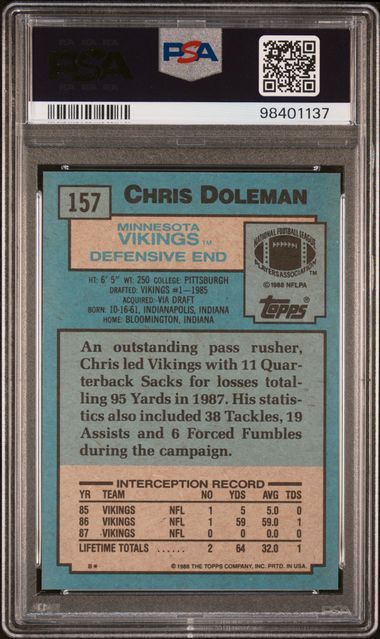 PSA
PSA
98401137
157 CHRIS DOLEMAN
MINNESOTA
VIKINGS™
DEFENSIVE END
NATIONAL FOOTBALL LEAGUE
PLAYERS ASSOCIATION
©1988 NFLPA
TOPPS
HT: 6' 5" WT: 250 COLLEGE: PITTSBURGH
DRAFTED: VIKINGS #1-1985
ACQUIRED: VIA DRAFT
BORN: 10-16-61, INDIANAPOLIS, INDIANA
HOME: BLOOMINGTON, INDIANA
An outstanding pass rusher,
Chris led Vikings with 11 Quar-
terback Sacks for losses totall-
ing 95 Yards in 1987. His statis-
tics also included 38 Tackles, 19
Assists and 6 Forced Fumbles
during the campaign.
INTERCEPTION RECORD
YR TEAM NO YDS AVG TDS
85 VIKINGS NFL 1 5 5.0 0
86 VIKINGS NFL 1 59 59.0 1
87 VIKINGS NFL 0 0 0.0 0
LIFETIME TOTALS ...... 2 64 32.0 1
B* ©1988 THE TOPPS COMPANY, INC. PRTD. IN USA.